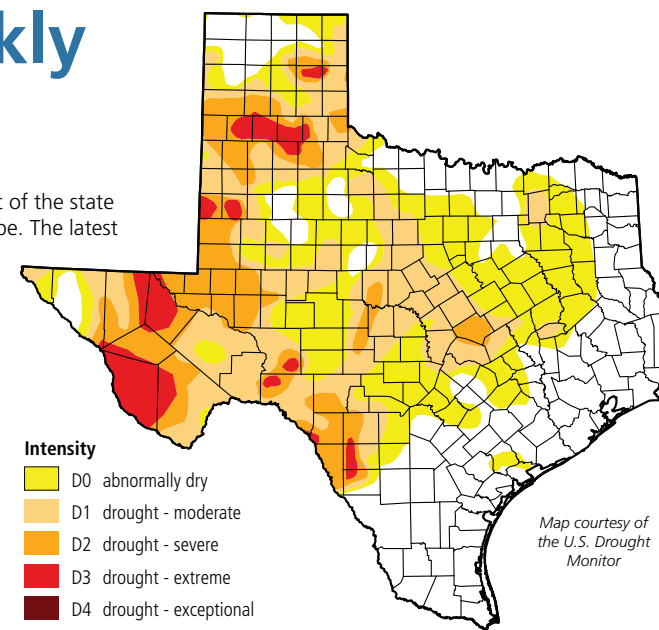 kly
t of the state
pe. The latest
Intensity
D0 abnormally dry
D1 drought - moderate
D2 drought - severe
D3 drought - extreme
D4 drought - exceptional
Map courtesy of
the U.S. Drought
Monitor